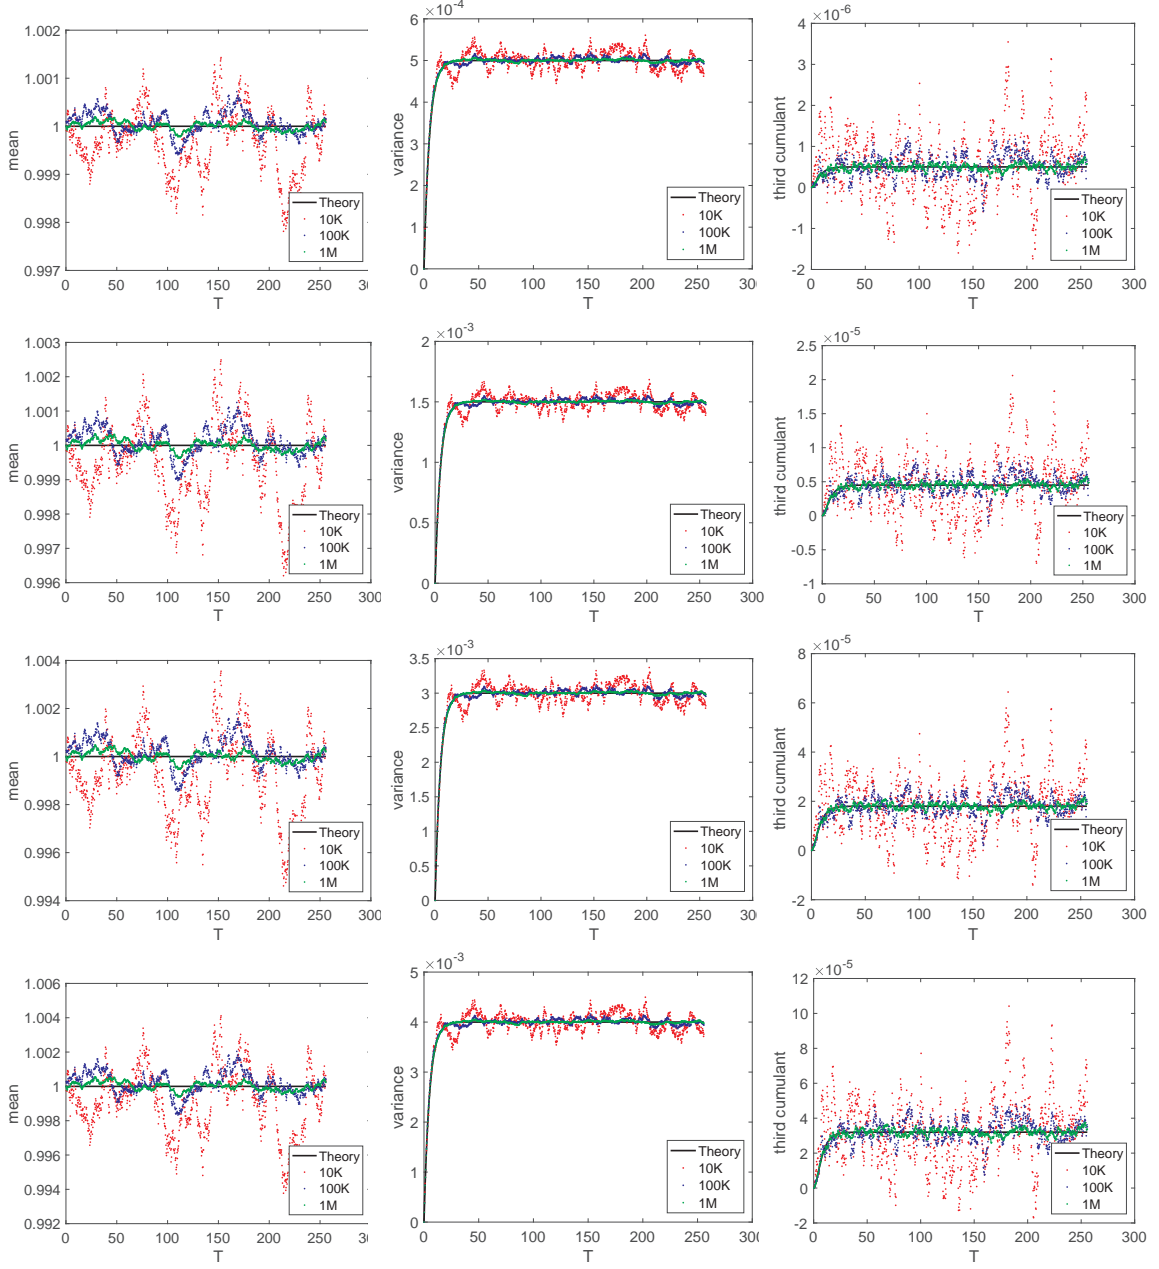 1.002
1.001
1
0.999
0.998
0.997
mean
0 50 100 150 200 250 30
T
Theory
10K
100K
1M
×10⁻⁴
6
5
4
3
2
1
0
variance
0 50 100 150 200 250 30
T
Theory
10K
100K
1M
×10⁻⁶
4
3
2
1
0
-1
-2
third cumulant
0 50 100 150 200 250 300
T
Theory
10K
100K
1M
1.003
1.002
1.001
1
0.999
0.998
0.997
0.996
mean
0 50 100 150 200 250 300
T
Theory
10K
100K
1M
×10⁻³
2
1.5
1
0.5
0
variance
0 50 100 150 200 250 30
T
Theory
10K
100K
1M
×10⁻⁵
2.5
2
1.5
1
0.5
0
-0.5
-1
third cumulant
0 50 100 150 200 250 300
T
Theory
10K
100K
1M
1.004
1.002
1
0.998
0.996
0.994
mean
0 50 100 150 200 250 300
T
Theory
10K
100K
1M
×10⁻³
3.5
3
2.5
2
1.5
1
0.5
0
variance
0 50 100 150 200 250 30
T
Theory
10K
100K
1M
×10⁻⁵
8
6
4
2
0
-2
third cumulant
0 50 100 150 200 250 300
T
Theory
10K
100K
1M
1.006
1.004
1.002
1
0.998
0.996
0.994
0.992
mean
0 50 100 150 200 250 30
T
Theory
10K
100K
1M
×10⁻³
5
4
3
2
1
0
variance
0 50 100 150 200 250 30
T
Theory
10K
100K
1M
×10⁻⁵
12
10
8
6
4
2
0
-2
third cumulant
0 50 100 150 200 250 300
T
Theory
10K
100K
1M